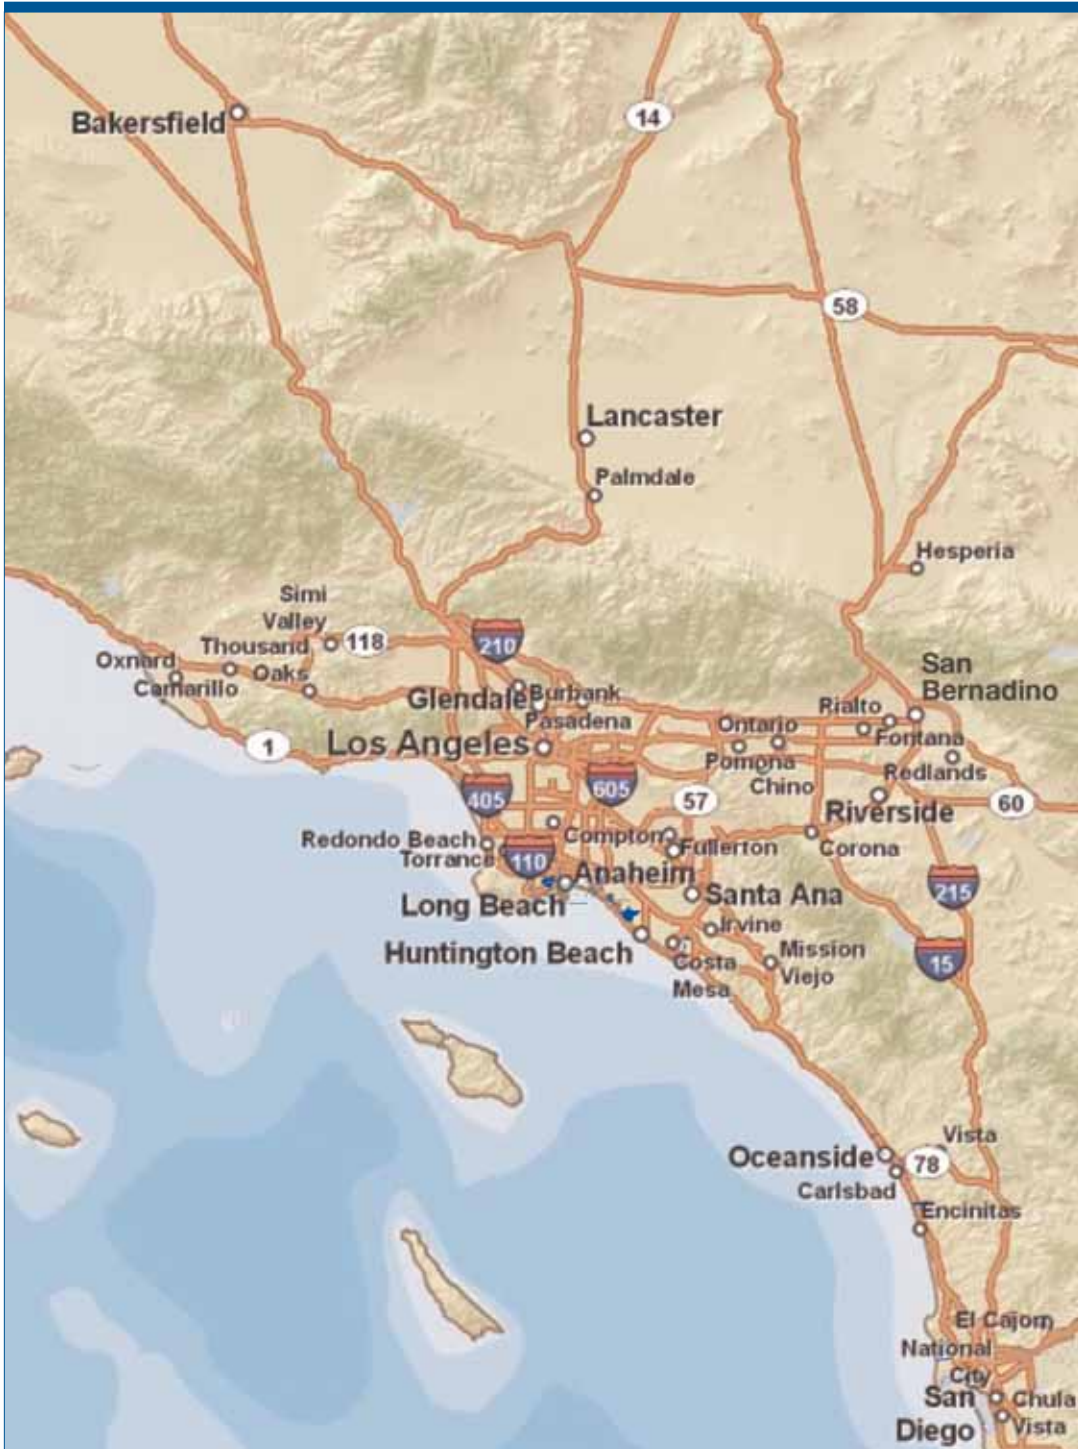 14
Bakersfield
58
Lancaster
Palmdale
Hesperia
Simi
Valley
118
210
Thousand
Oaks
Oxnard
Camarillo
San
Bernadino
Glendale
Burbank
Pasadena
Rialto
Ontario
Fontana
1
Los Angeles
Pomona
Redlands
Chino
405
605
57
60
Riverside
Redondo Beach
Compton
Fullerton
Corona
Torrance
110
Anaheim
215
Long Beach
Santa Ana
Irvine
Huntington Beach
Mission
Viejo
15
Costa
Mesa
Vista
Oceanside
78
Carlsbad
Encinitas
El Cajon
National
City
San
Diego
Chula
Vista